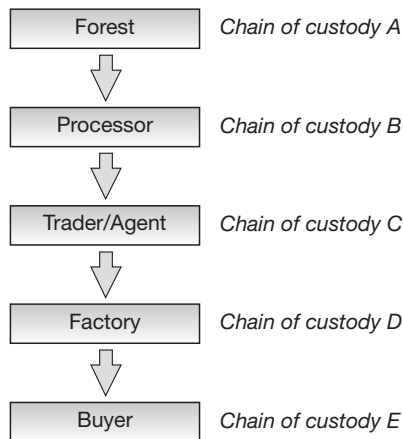 Forest Chain of custody A
Processor Chain of custody B
Trader/Agent Chain of custody C
Factory Chain of custody D
Buyer Chain of custody E